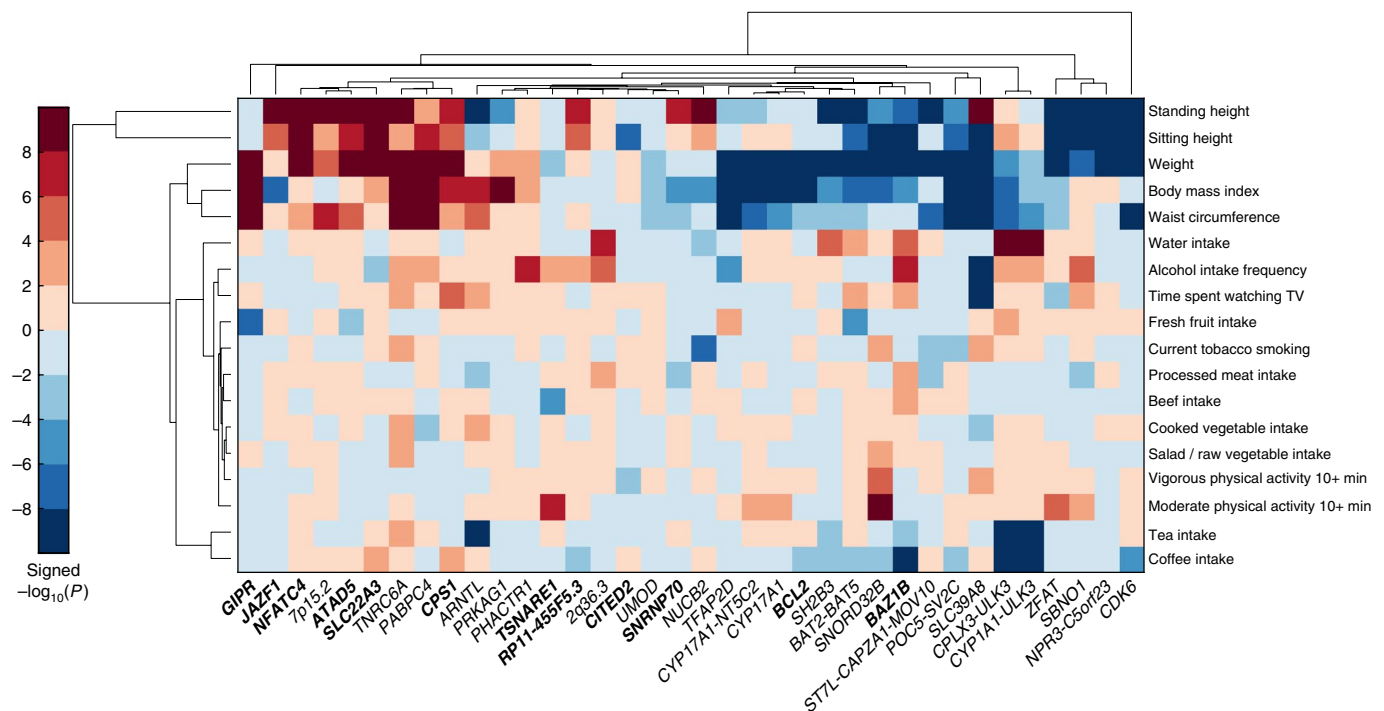 8
6
4
2
0
−2
−4
−6
−8
Signed
−log10(P)
Standing height
Sitting height
Weight
Body mass index
Waist circumference
Water intake
Alcohol intake frequency
Time spent watching TV
Fresh fruit intake
Current tobacco smoking
Processed meat intake
Beef intake
Cooked vegetable intake
Salad / raw vegetable intake
Vigorous physical activity 10+ min
Moderate physical activity 10+ min
Tea intake
Coffee intake
GIPR
JAZF1
NFATC4
7p15.2
ATAD5
SLC22A3
TNRC6A
PABPC4
CPS1
ARNTL
PRKAG1
PHACTR1
TSNARE1
RP11-455F5.3
2q36.3
CITED2
UMOD
SNRNP70
NUCB2
TFAP2D
CYP17A1-NT5C2
CYP17A1
BCL2
SH2B3
BAT2-BAT5
SNORD32B
BAZ1B
ST7L-CAPZA1-MOV10
POC5-SV2C
SLC39A8
CPLX3-ULK3
CYP1A1-ULK3
ZFAT
SBNO1
NPR3-C5orf23
CDK6